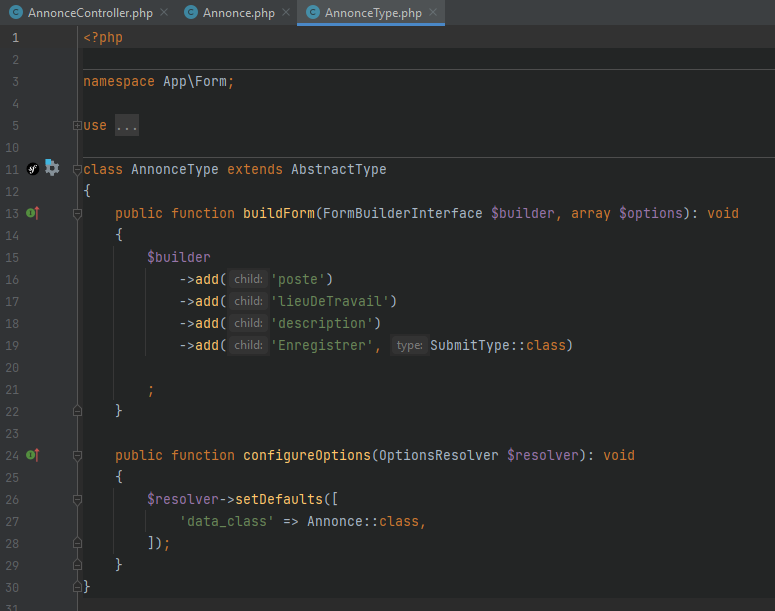 AnnonceController.php Annonce.php AnnonceType.php
1 <?php
2
3 namespace App\Form;
4
5 use ...
10
11 class AnnonceType extends AbstractType
12 {
13 public function buildForm(FormBuilderInterface $builder, array $options): void
14 {
15 $builder
16 ->add( child: 'poste')
17 ->add( child: 'lieuDeTravail')
18 ->add( child: 'description')
19 ->add( child: 'Enregistrer', type: SubmitType::class)
20
21 ;
22 }
23
24 public function configureOptions(OptionsResolver $resolver): void
25 {
26 $resolver->setDefaults([
27 'data_class' => Annonce::class,
28 ]);
29 }
30 }
31